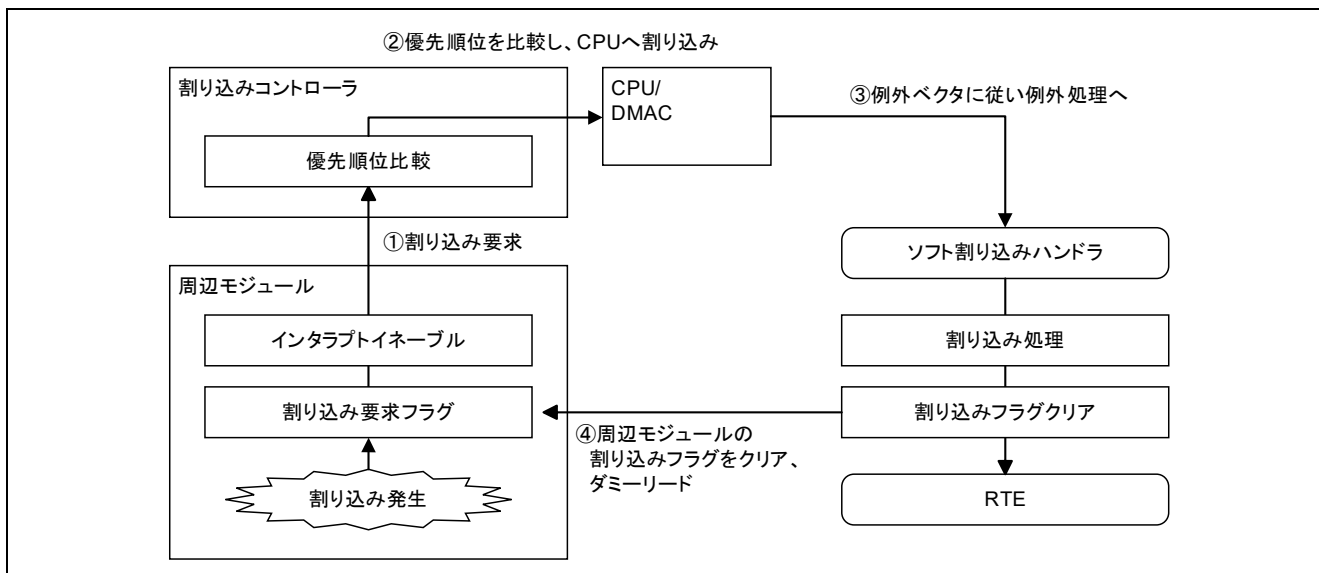 ②優先順位を比較し、CPUへ割り込み
割り込みコントローラ
CPU/
DMAC
③例外ベクタに従い例外処理へ
優先順位比較
①割り込み要求
ソフト割り込みハンドラ
周辺モジュール
インタラプトイネーブル
割り込み処理
割り込み要求フラグ
割り込みフラグクリア
④周辺モジュールの
割り込みフラグをクリア、
ダミーリード
割り込み発生
RTE